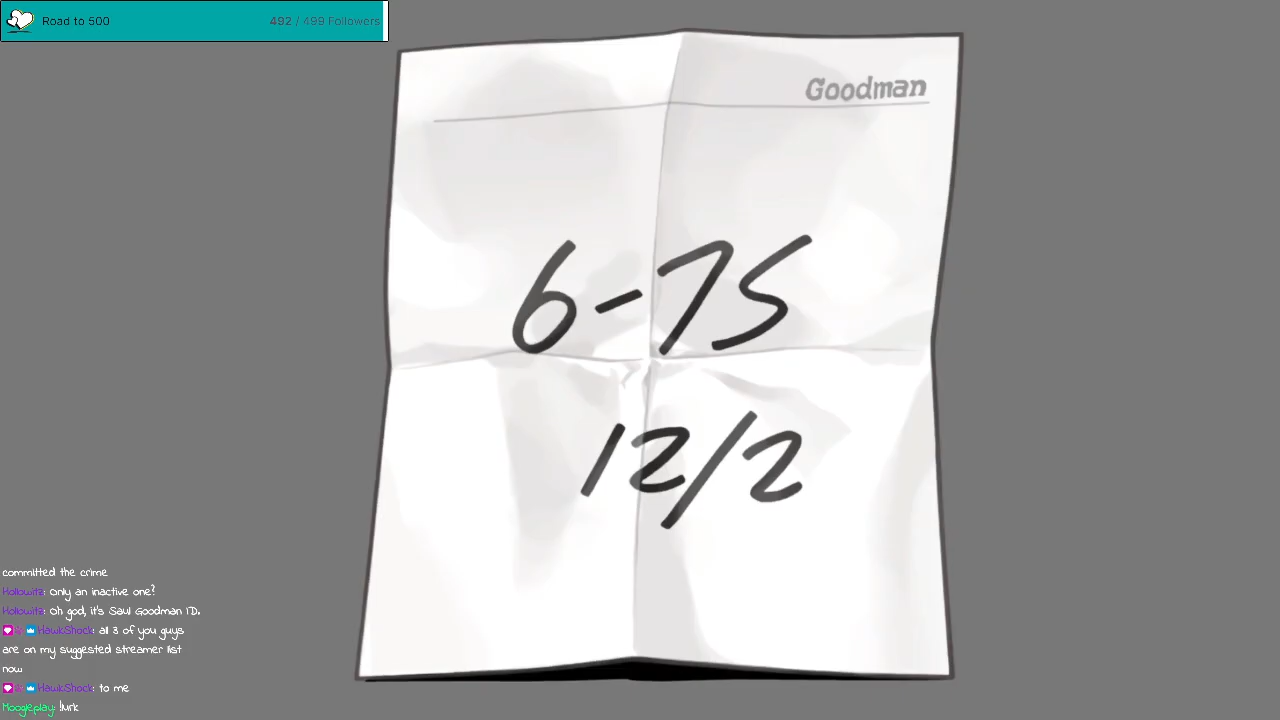 Road to 500
492 / 499 Followers
Goodman
6-75
12/2
committed the crime
Hollowitz: Only an inactive one?
Hollowitz: Oh god, it's Saul Goodman ID.
HawkShock: all 3 of you guys
are on my suggested streamer list
now
HawkShock: to me
Moogleplay: !lurk